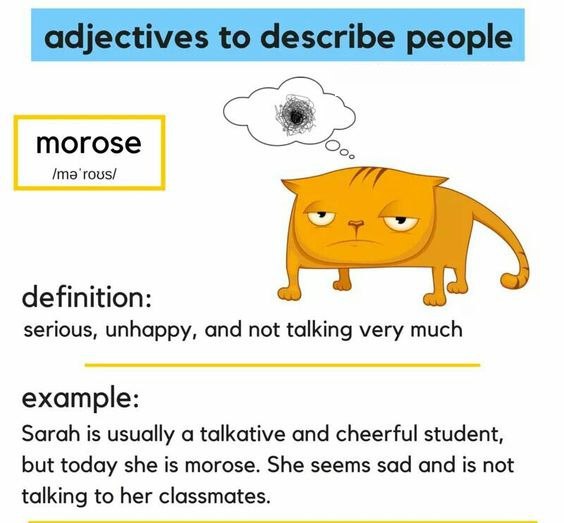 adjectives to describe people
morose
/məˈroʊs/
definition:
serious, unhappy, and not talking very much
example:
Sarah is usually a talkative and cheerful student,
but today she is morose. She seems sad and is not
talking to her classmates.